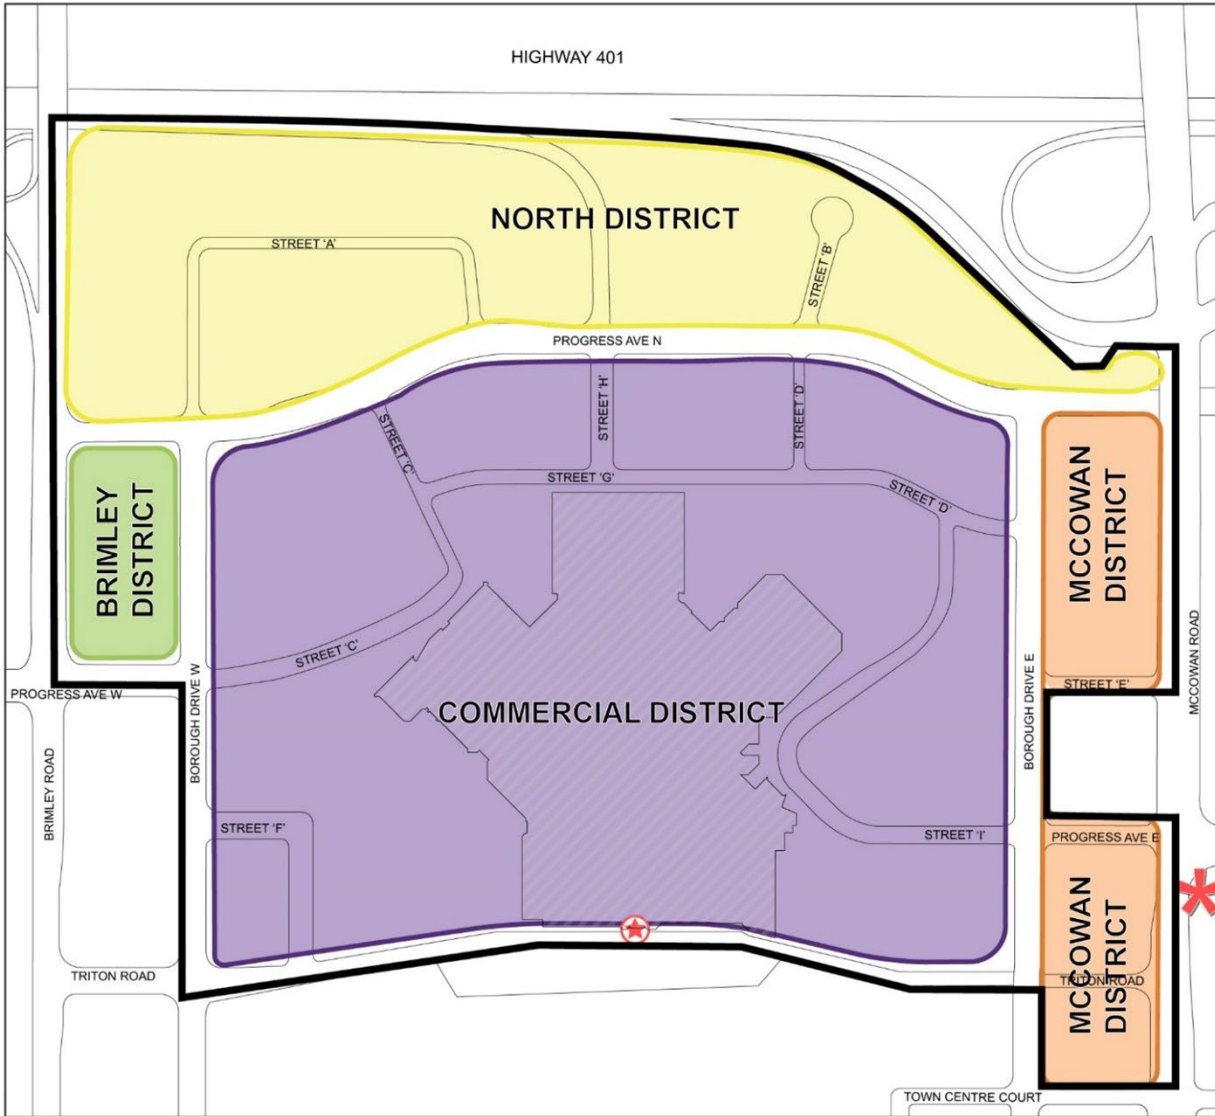 HIGHWAY 401
NORTH DISTRICT
STREET 'A'
STREET 'B'
PROGRESS AVE N
STREET 'H'
STREET 'D'
STREET 'C'
STREET 'G'
STREET 'D'
BRIMLEY
DISTRICT
MCCOWAN
DISTRICT
STREET 'C'
MCCOWAN ROAD
STREET 'E'
PROGRESS AVE W
BOROUGH DRIVE W
COMMERCIAL DISTRICT
BOROUGH DRIVE E
BRIMLEY ROAD
STREET 'F'
STREET 'I'
PROGRESS AVE E
MCCOWAN
DISTRICT
TRITON ROAD
TRITON ROAD
TOWN CENTRE COURT